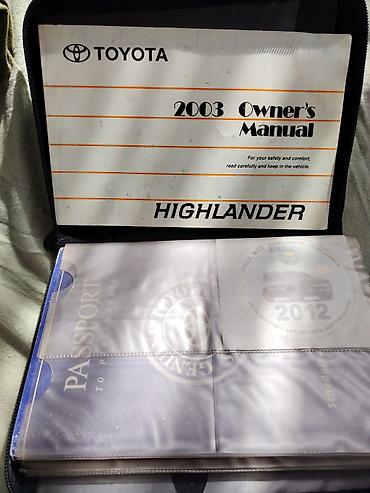 TOYOTA
2003 Owner's
Manual
For your safety and comfort,
read carefully and keep in the vehicle.
HIGHLANDER
PASSPORT
TOYOTA
2012